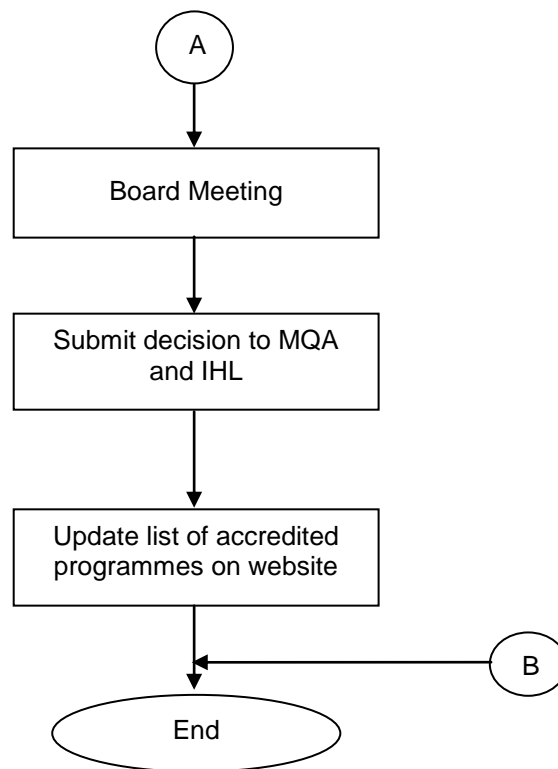 A
Board Meeting
Submit decision to MQA
and IHL
Update list of accredited
programmes on website
B
End